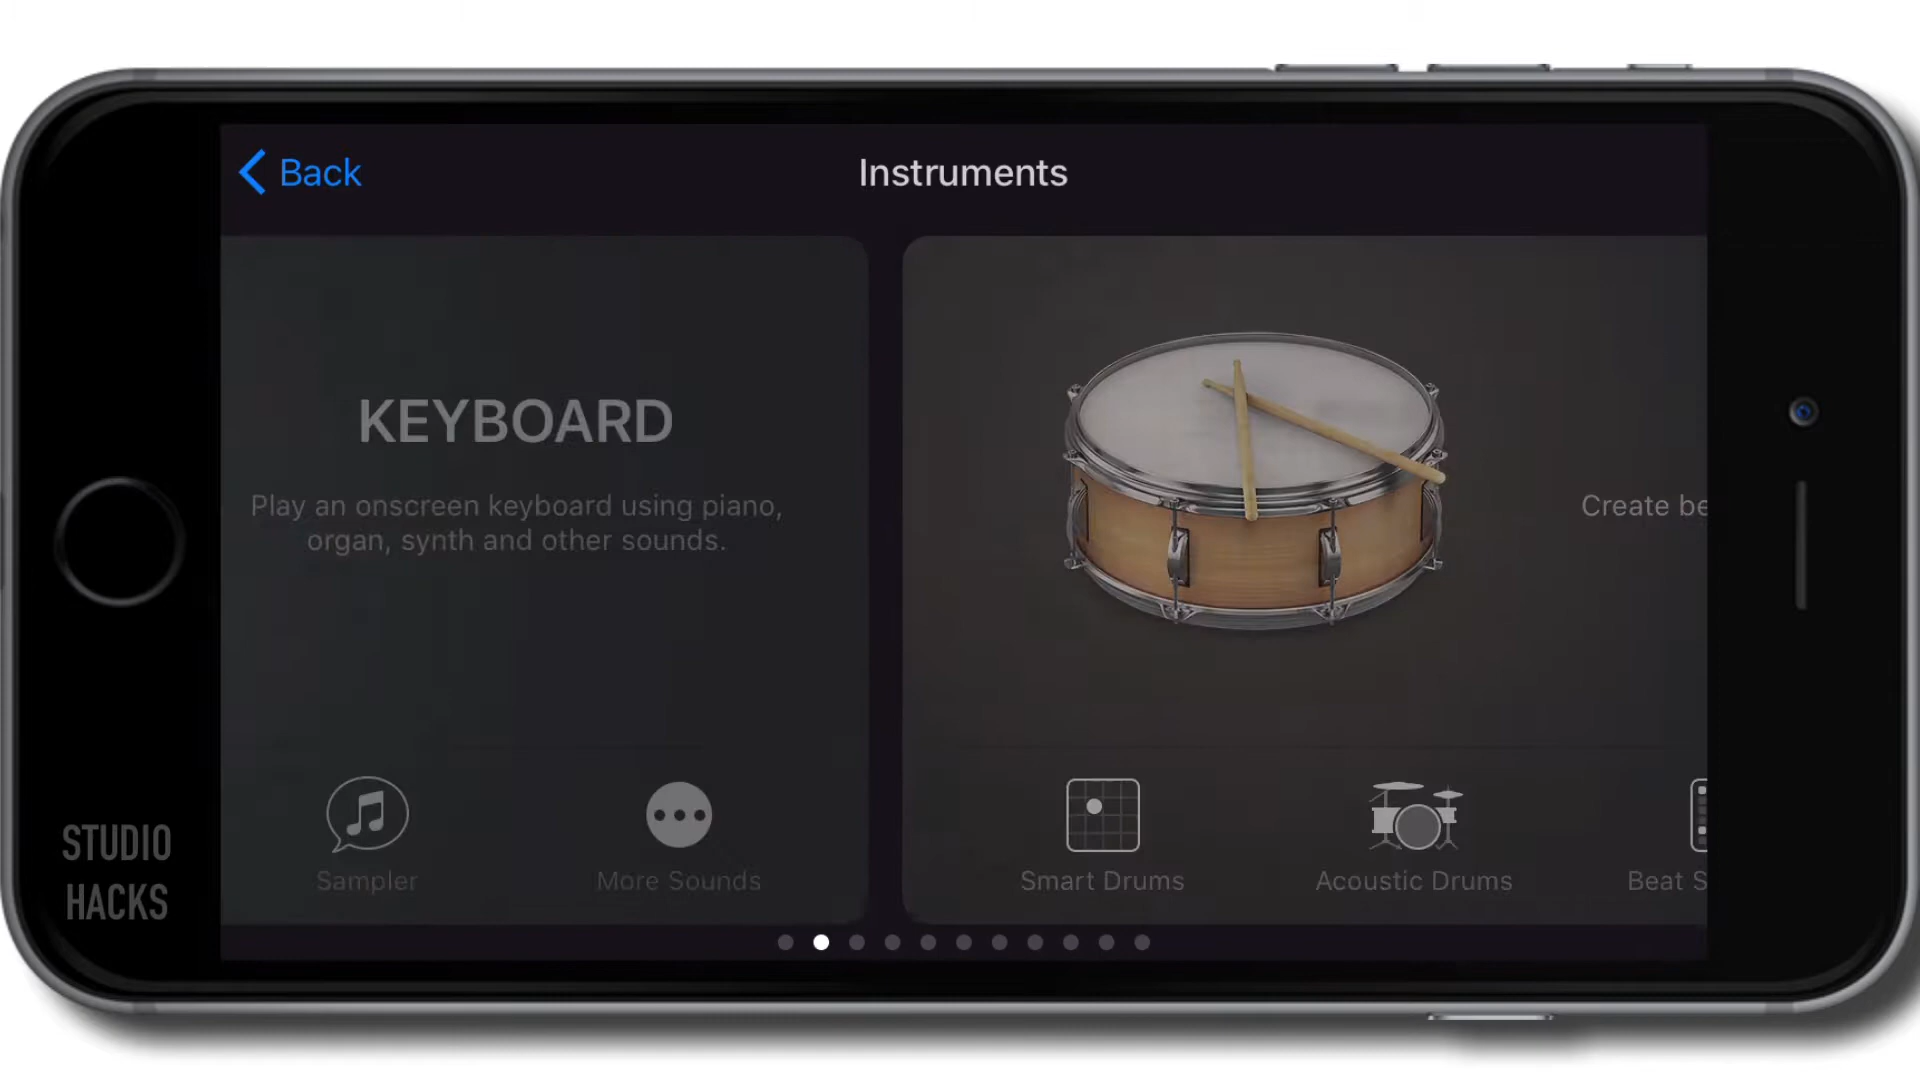 Back
Instruments
KEYBOARD
Play an onscreen keyboard using piano,
organ, synth and other sounds.
Create be
Sampler
More Sounds
Smart Drums
Acoustic Drums
Beat S
STUDIO
HACKS